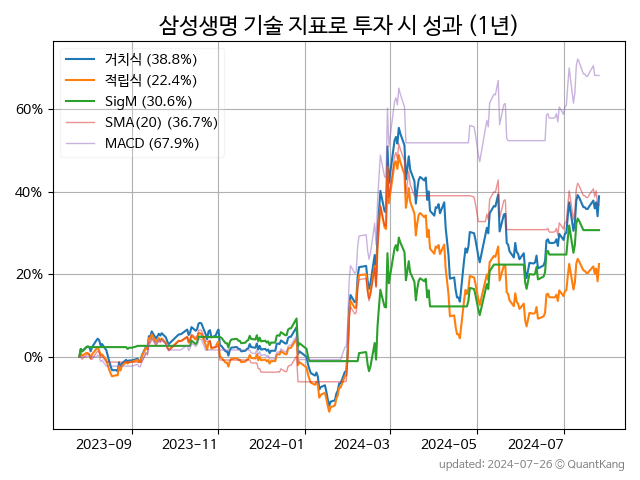 삼성생명 기술 지표로 투자 시 성과 (1년)
거치식 (38.8%)
적립식 (22.4%)
SigM (30.6%)
SMA(20) (36.7%)
MACD (67.9%)
60%
40%
20%
0%
2023-09 2023-11 2024-01 2024-03 2024-05 2024-07
updated: 2024-07-26 © QuantKang